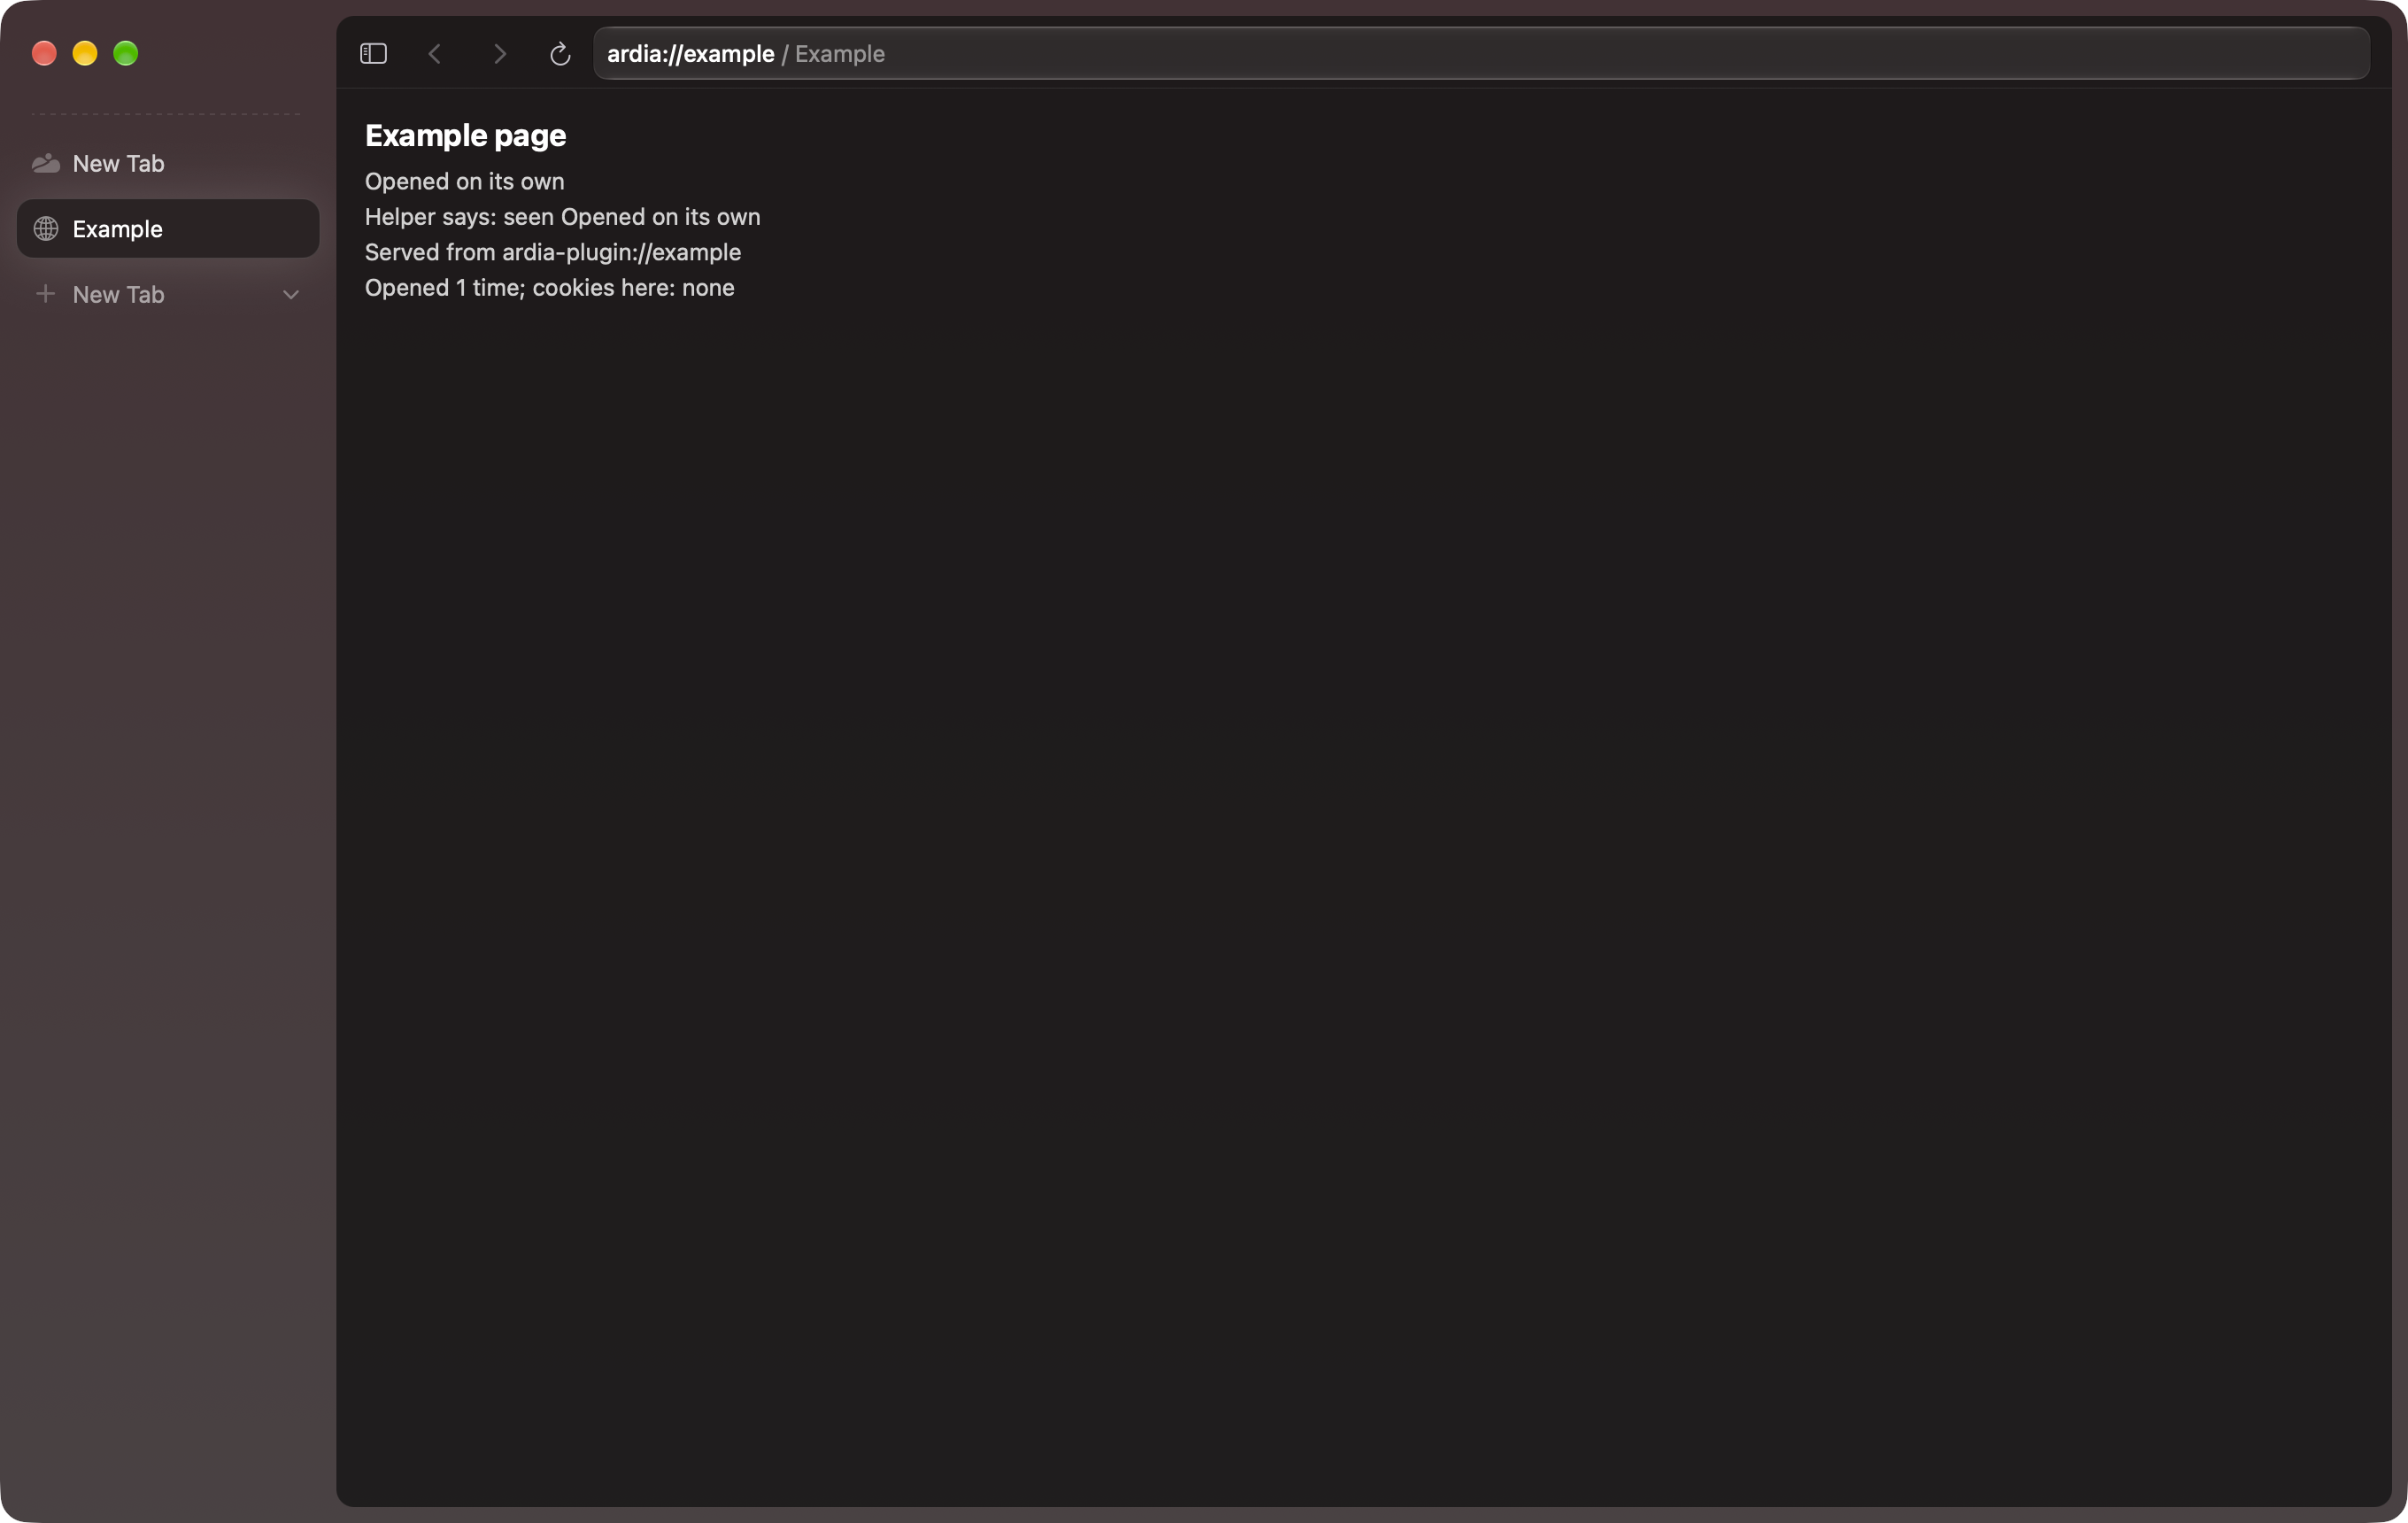 ardia://example / Example
New Tab
Example
New Tab
Example page
Opened on its own
Helper says: seen Opened on its own
Served from ardia-plugin://example
Opened 1 time; cookies here: none